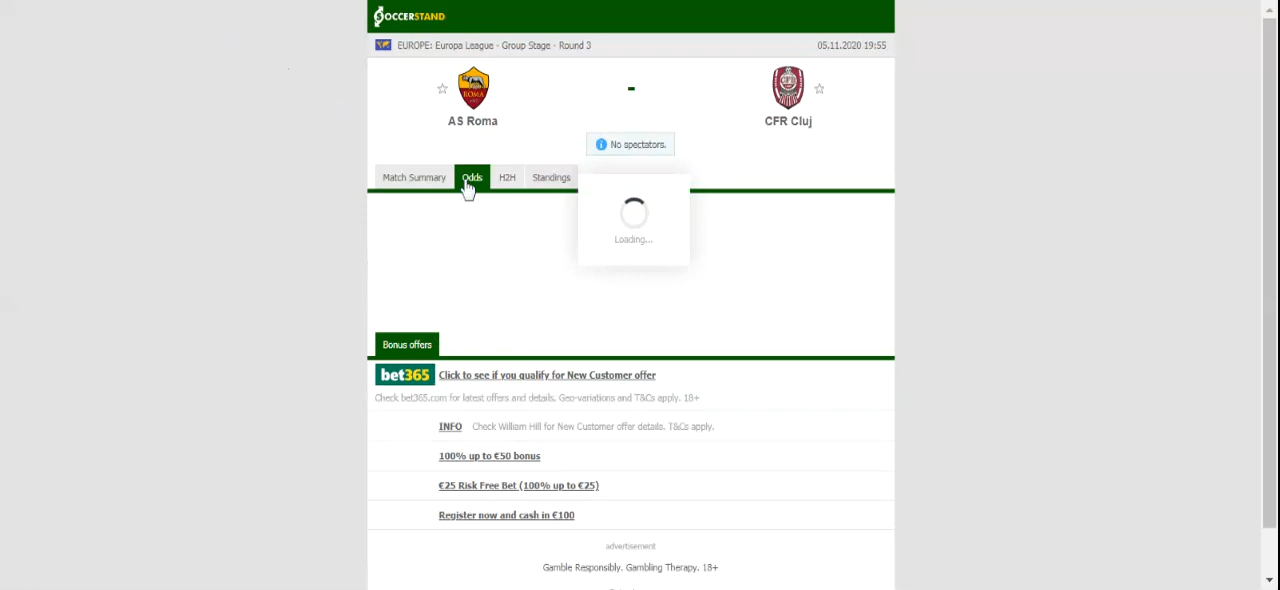 SOCCERSTAND
EUROPE: Europa League - Group Stage - Round 3 05.11.2020 19:55
ROMA
-
AS Roma CFR Cluj
No spectators.
Match Summary Odds H2H Standings
Loading...
Bonus offers
bet365 Click to see if you qualify for New Customer offer
Check bet365.com for latest offers and details. Geo-variations and T&Cs apply. 18+
INFO Check William Hill for New Customer offer details. T&Cs apply.
100% up to €50 bonus
€25 Risk Free Bet (100% up to €25)
Register now and cash in €100
advertisement
Gamble Responsibly. Gambling Therapy. 18+